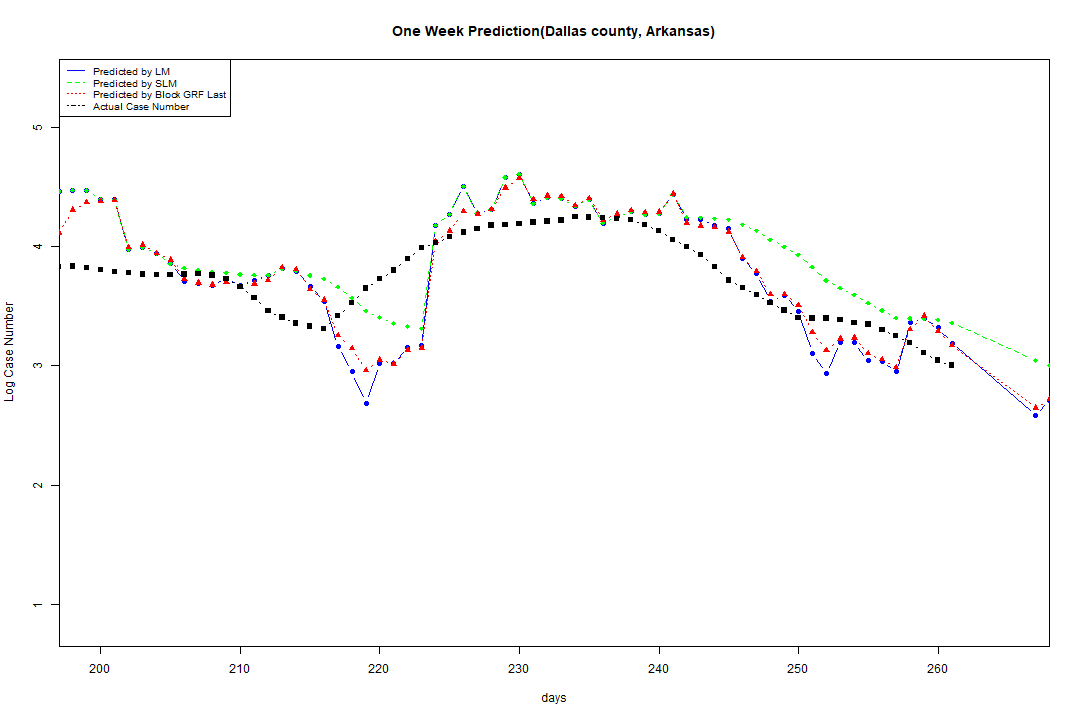 One Week Prediction(Dallas county, Arkansas)
Predicted by LM
Predicted by SLM
Predicted by Block GRF Last
Actual Case Number
5
4
3
2
1
Log Case Number
200 210 220 230 240 250 260
days